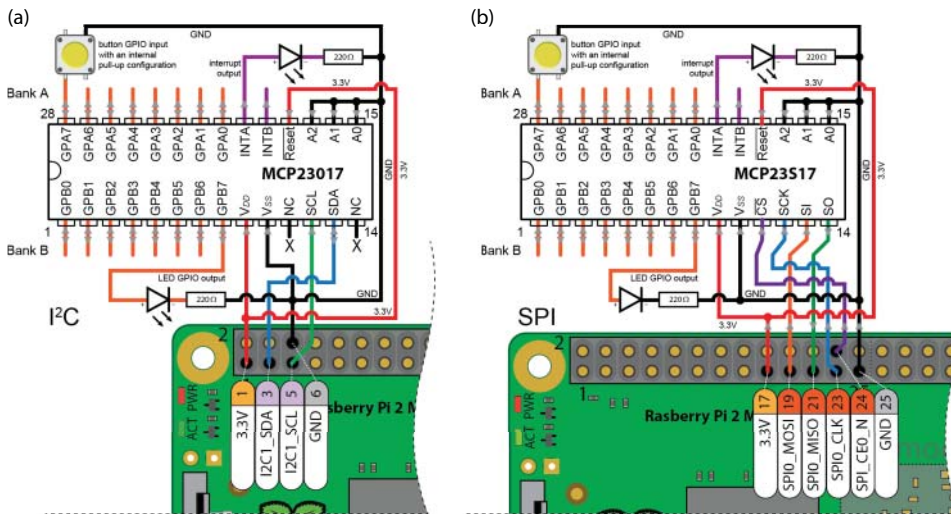 (a)
GND
button GPIO input
with an internal
pull-up configuration
interrupt
output
220Ω
3.3V
Bank A
28
15
GPA7
GPA6
GPA5
GPA4
GPA3
GPA2
GPA1
GPA0
INTA
INTB
Reset
A2
A1
A0
MCP23017
GND
3.3V
GPB0
GPB1
GPB2
GPB3
GPB4
GPB5
GPB6
GPB7
VDD
VSS
NC
SCL
SDA
NC
1
14
Bank B
X
X
LED GPIO output
220Ω
GND
I²C
3.3V
2
ACT PWR
Rasberry Pi 2 M
1
3
5
6
3.3V
I2C1_SDA
I2C1_SCL
GND
(b)
GND
button GPIO input
with an internal
pull-up configuration
interrupt
output
220Ω
3.3V
Bank A
28
15
GPA7
GPA6
GPA5
GPA4
GPA3
GPA2
GPA1
GPA0
INTA
INTB
Reset
A2
A1
A0
MCP23S17
GND
3.3V
GPB0
GPB1
GPB2
GPB3
GPB4
GPB5
GPB6
GPB7
VDD
VSS
CS
SCK
SI
SO
1
14
Bank B
LED GPIO output
220Ω
GND
SPI
3.3V
2
1
ACT PWR
Rasberry Pi 2 M
17
19
21
23
24
25
3.3V
SPI0_MOSI
SPI0_MISO
SPI0_CLK
SPI_CE0_N
GND